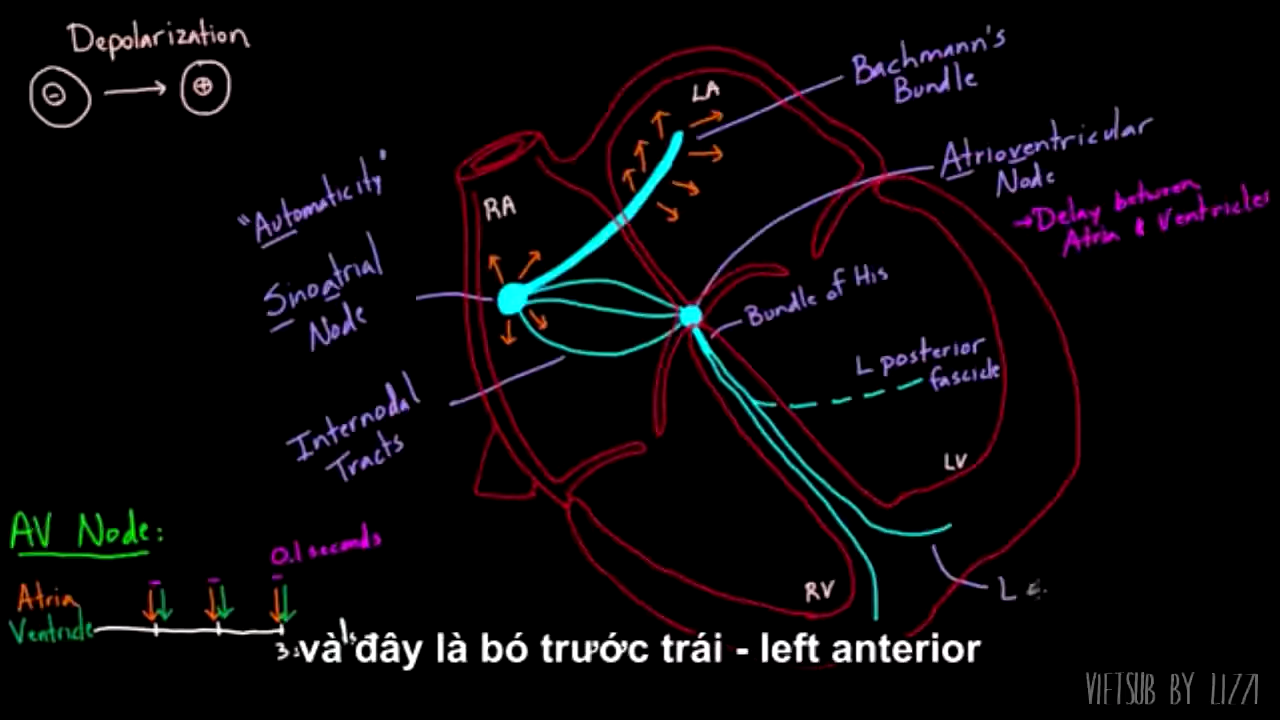 Depolarization
LA
Bachmann's
Bundle
Atrioventricular
Node
→Delay between
Atria & Ventricles
"Automaticity"
RA
Sinoatrial
Node
Bundle of His
L posterior
fascicle
Internodal
Tracts
LV
AV Node:
0.1 seconds
Atria
Ventricle
RV
L
3
và đây là bó trước trái - left anterior
VIETSUB BY LIZZI